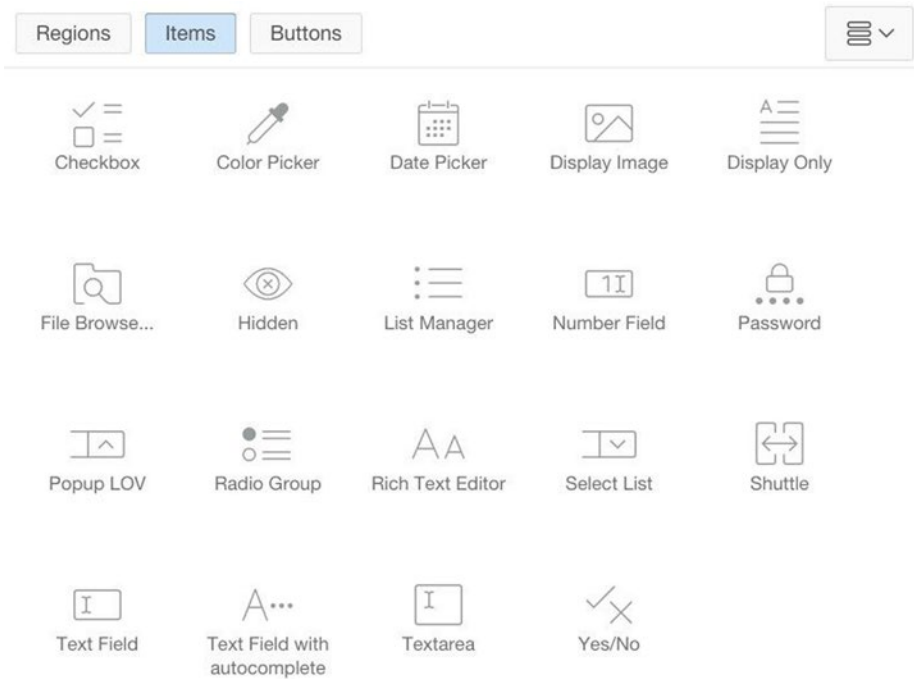 Regions Items Buttons
Checkbox Color Picker Date Picker Display Image Display Only
File Browse... Hidden List Manager Number Field Password
Popup LOV Radio Group Rich Text Editor Select List Shuttle
Text Field Text Field with Textarea Yes/No
autocomplete